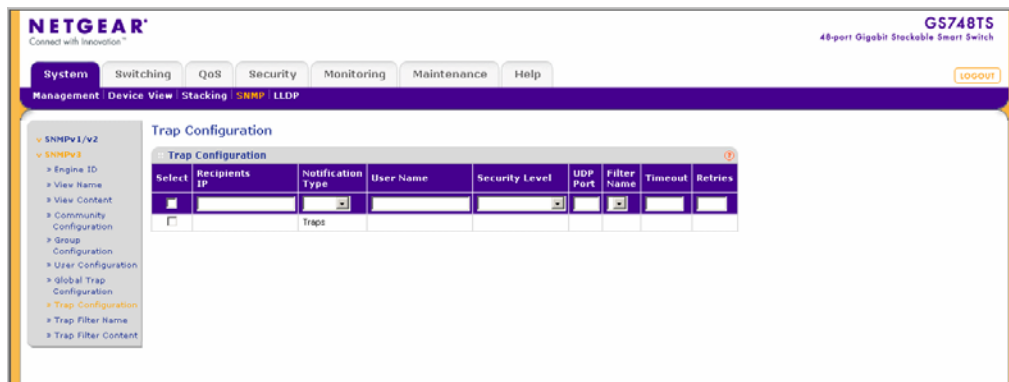 NETGEAR®
Connect with Innovation™
GS748TS
48-port Gigabit Stackable Smart Switch
System Switching QoS Security Monitoring Maintenance Help
LOGOUT
Management Device View Stacking SNMP LLDP
SNMPv1/v2
SNMPv3
» Engine ID
» View Name
» View Content
» Community
Configuration
» Group
Configuration
» User Configuration
» Global Trap
Configuration
» Trap Configuration
» Trap Filter Name
» Trap Filter Content
Trap Configuration
Trap Configuration
Select Recipients IP Notification Type User Name Security Level UDP Port Filter Name Timeout Retries
Traps